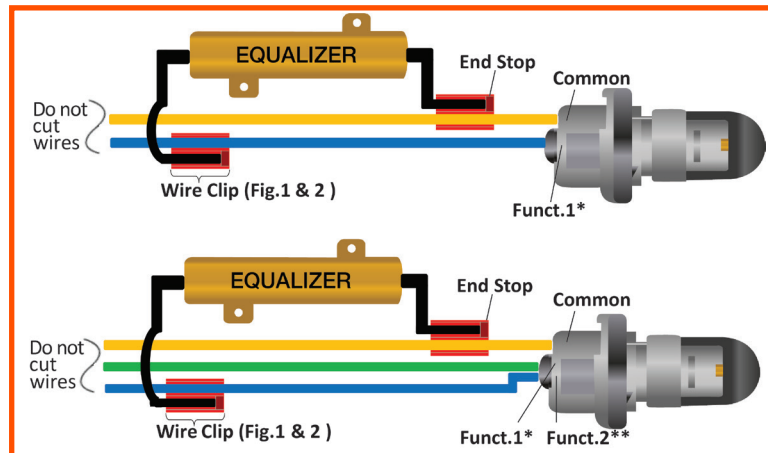 EQUALIZER
End Stop
Common
Do not
cut
wires
Wire Clip (Fig.1 & 2 )
Funct.1*
EQUALIZER
End Stop
Common
Do not
cut
wires
Wire Clip (Fig.1 & 2 )
Funct.1* Funct.2**